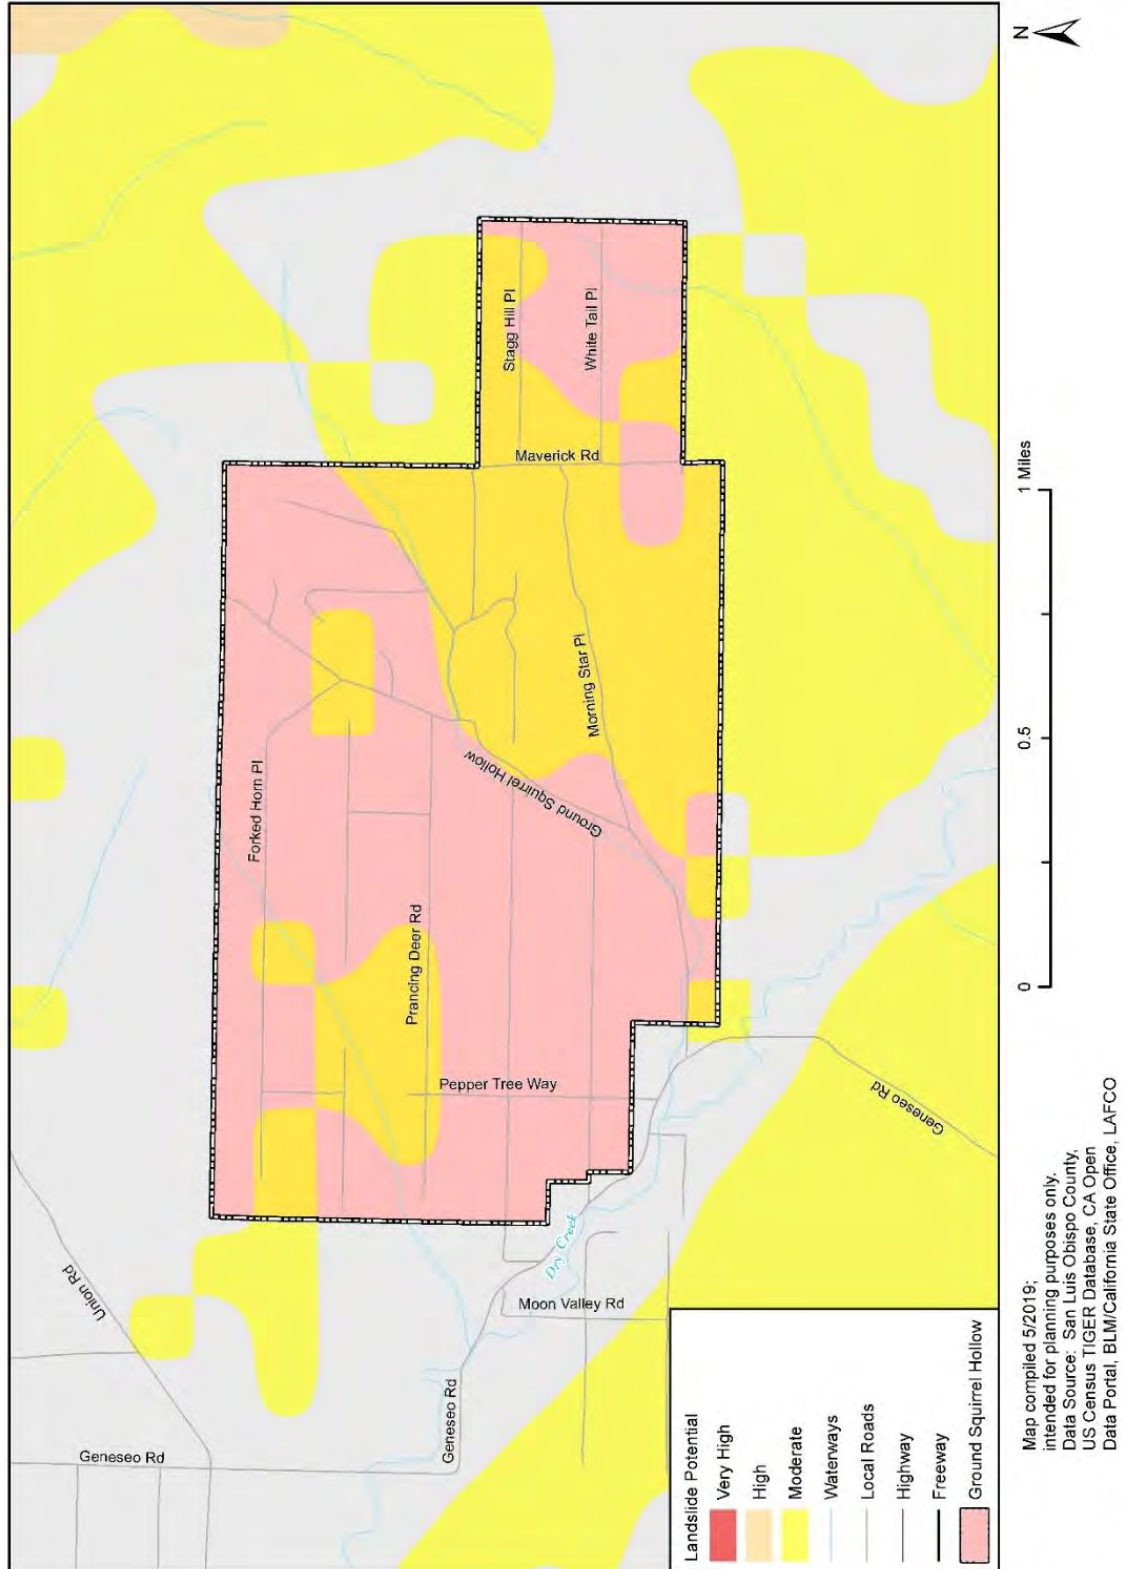 N
Stagg Hill Pl
White Tail Pl
Maverick Rd
Morning Star Pl
Ground Squirrel Hollow
Forked Horn Pl
Prancing Deer Rd
Pepper Tree Way
Union Rd
Dry Creek
Moon Valley Rd
Geneseo Rd
Geneseo Rd
Geneseo Rd
0
0.5
1 Miles
Landslide Potential
Very High
High
Moderate
Waterways
Local Roads
Highway
Freeway
Ground Squirrel Hollow
Map compiled 5/2019;
intended for planning purposes only.
Data Source: San Luis Obispo County,
US Census TIGER Database, CA Open
Data Portal, BLM/California State Office, LAFCO